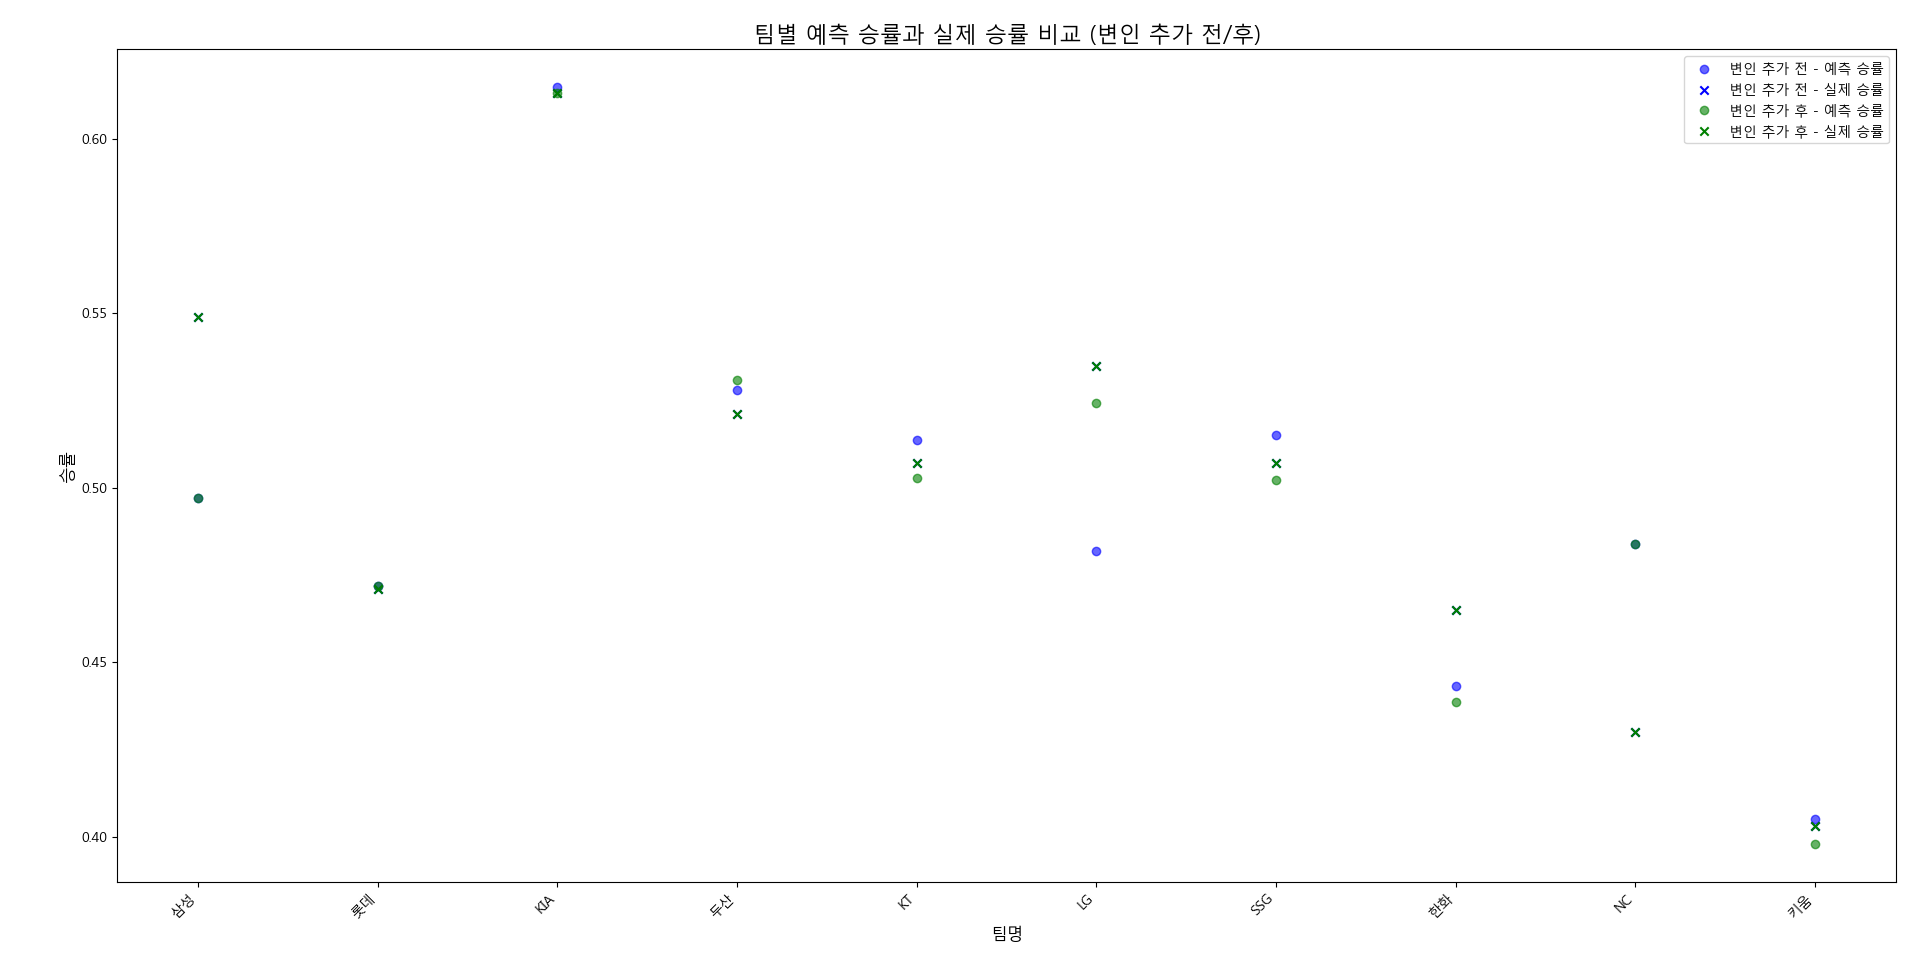 팀별 예측 승률과 실제 승률 비교 (변인 추가 전/후)
변인 추가 전 - 예측 승률
변인 추가 전 - 실제 승률
변인 추가 후 - 예측 승률
변인 추가 후 - 실제 승률
승률
0.60
0.55
0.50
0.45
0.40
삼성
롯데
KIA
두산
KT
LG
SSG
한화
NC
키움
팀명